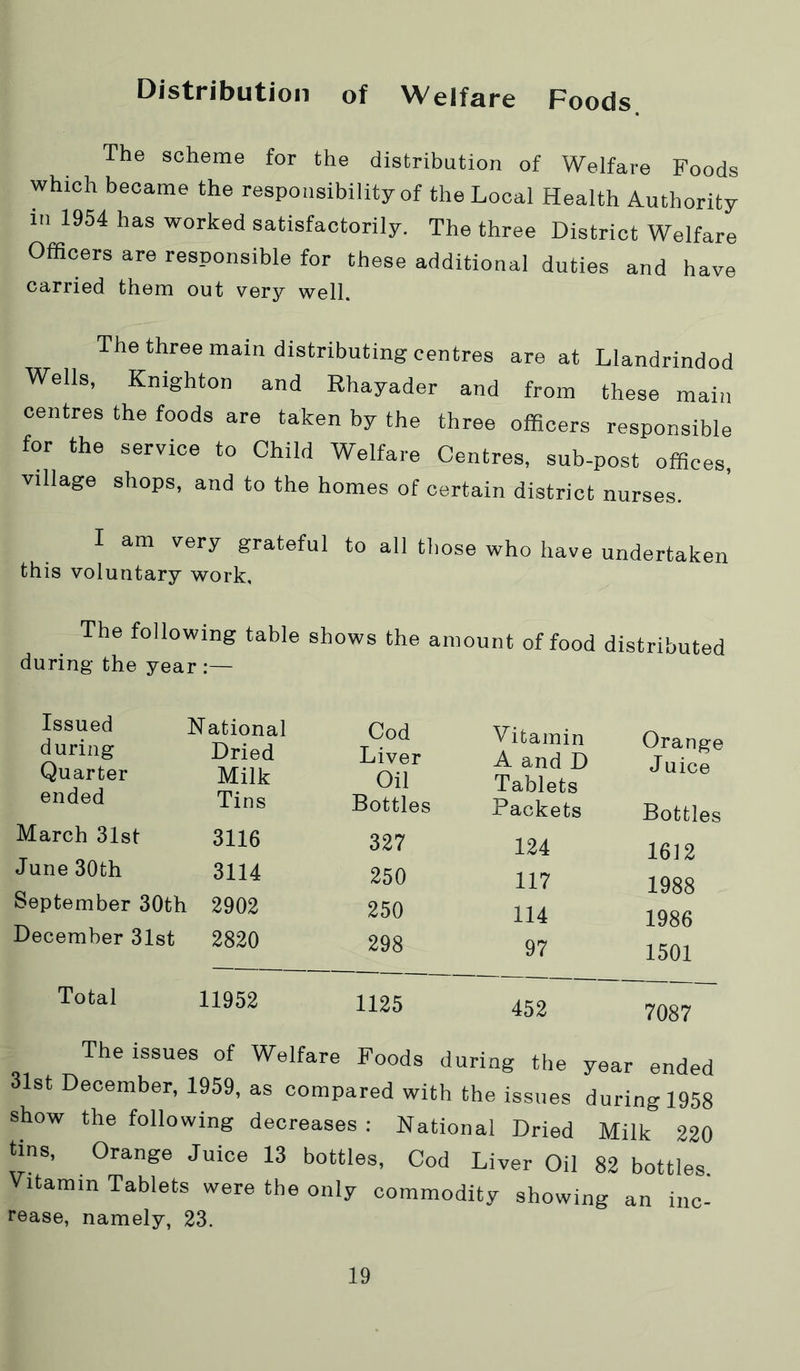 Distribution of Welfare Foods.
The scheme for the distribution of Welfare Foods
which became the responsibility of the Local Health Authority
in 1954 has worked satisfactorily. The three District Welfare
Officers are responsible for these additional duties and have
carried them out very well.
The three main distributing centres are at Llandrindod
Wells, Knighton and Rhayader and from these main
centres the foods are taken by the three officers responsible
for the service to Child Welfare Centres, sub-post offices,
village shops, and to the homes of certain district nurses.
I am very grateful to all those who have undertaken
this voluntary work,
The following table shows the amount of food distributed
during the year :—
Issued National Cod Vitamin Orange
during Dried Liver A and D Juice
Quarter Milk Oil Tablets
ended Tins Bottles Packets Bottles
March 31st 3116 327 124 1612
June 30th 3114 250 117 1988
September 30th 2902 250 114 1986
December 31st 2820 298 97 1501
Total 11952 1125 452 7087
The issues of Welfare Foods during the year ended
31st December, 1959, as compared with the issues during 1958
show the following decreases : National Dried Milk 220
tins, Orange Juice 13 bottles, Cod Liver Oil 82 bottles.
Vitamin Tablets were the only commodity showing an inc-
rease, namely, 23.
19